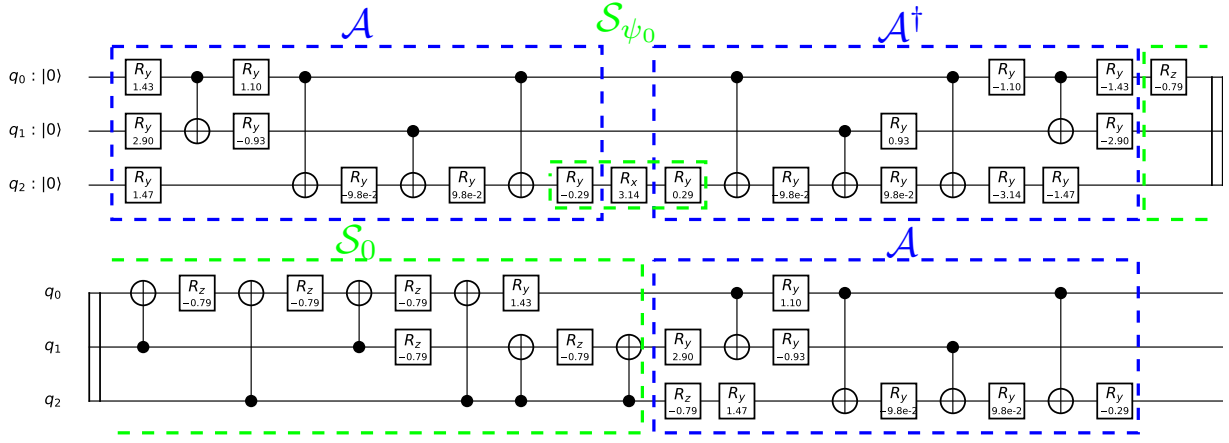 𝒜 𝒮_ψ₀ 𝒜†
q₀ : |0⟩ R_y 1.43 R_y 1.10 R_y −1.10 R_y −1.43 R_z −0.79
q₁ : |0⟩ R_y 2.90 R_y −0.93 R_y 0.93 R_y −2.90
q₂ : |0⟩ R_y 1.47 R_y −9.8e-2 R_y 9.8e-2 R_y −0.29 R_x 3.14 R_y 0.29 R_y −9.8e-2 R_y 9.8e-2 R_y −3.14 R_y −1.47
𝒮₀ 𝒜
q₀ R_z −0.79 R_z −0.79 R_z −0.79 R_y 1.43 R_y 1.10
q₁ R_z −0.79 R_z −0.79 R_y 2.90 R_y −0.93
q₂ R_z −0.79 R_y 1.47 R_y −9.8e-2 R_y 9.8e-2 R_y −0.29